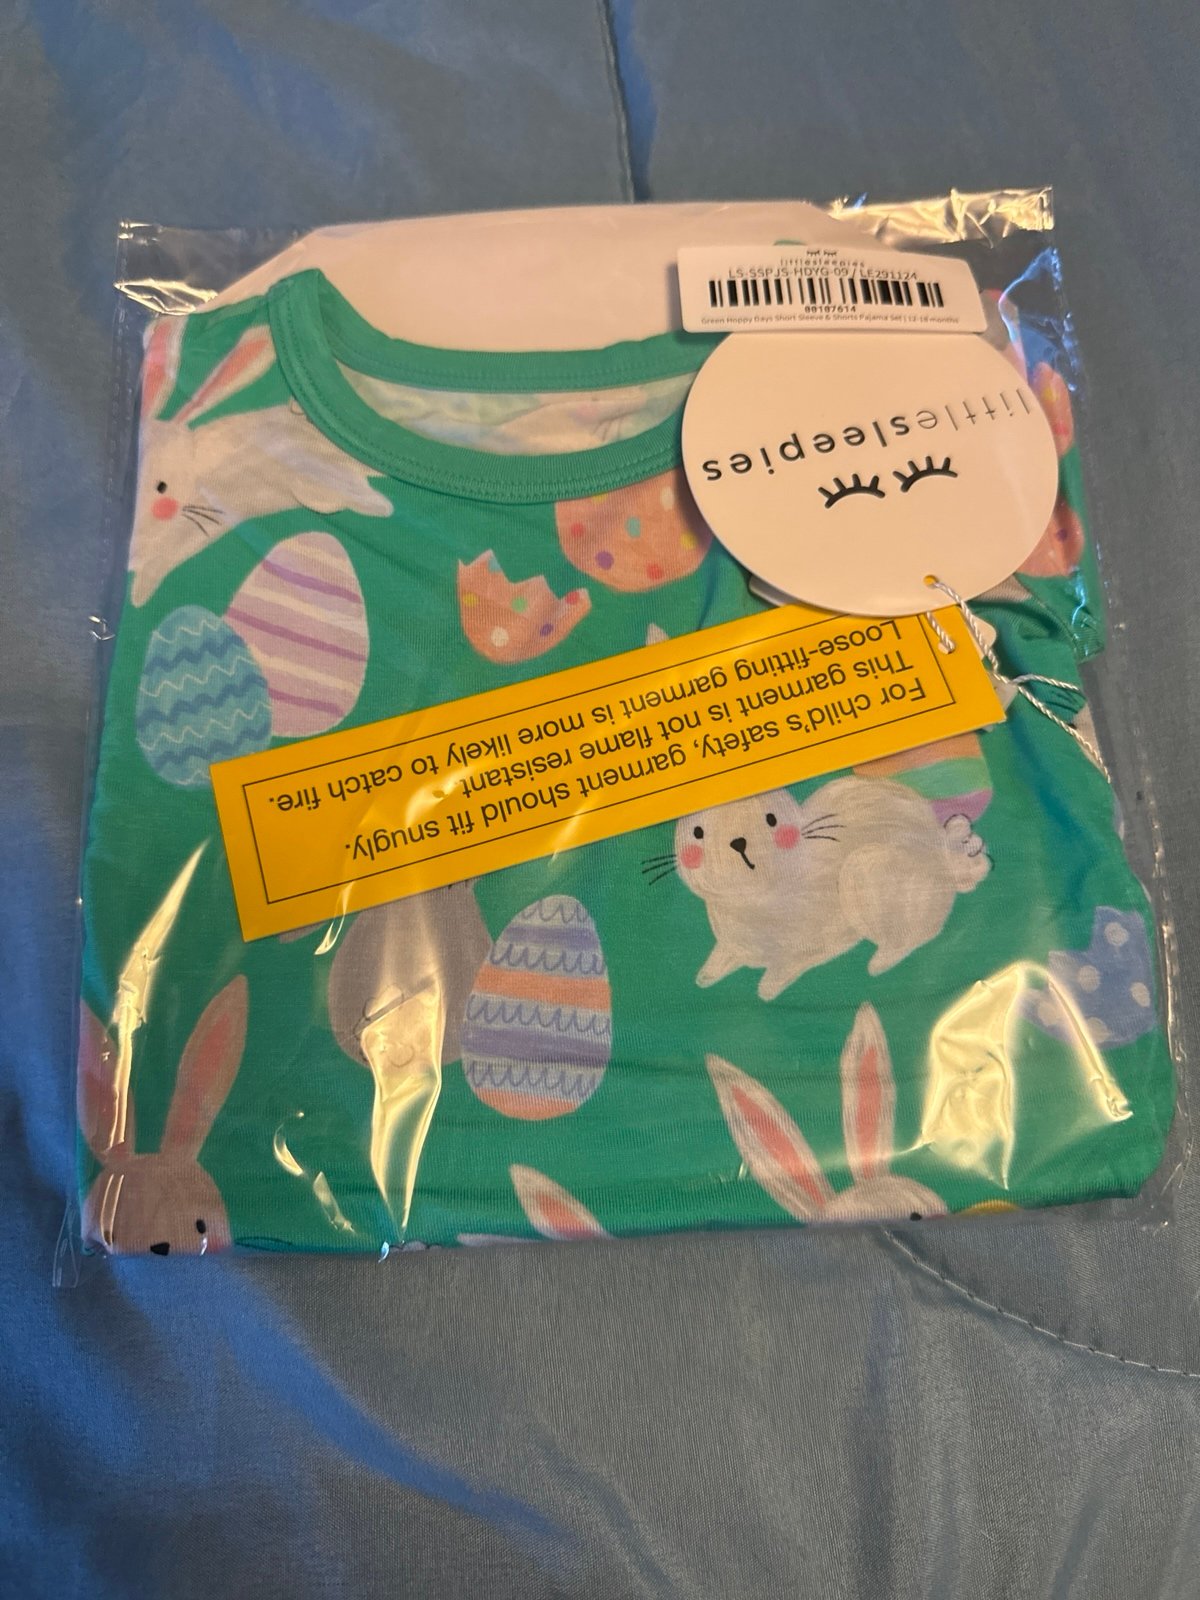 littlesleepies
LS-SSPJS-HDYG-09 / LE291124
00107614
Green Hoppy Days Short Sleeve & Shorts Pajama Set | 12-18 months
littlesleepies
For child's safety, garment should fit snugly.
This garment is not flame resistant.
Loose-fitting garment is more likely to catch fire.